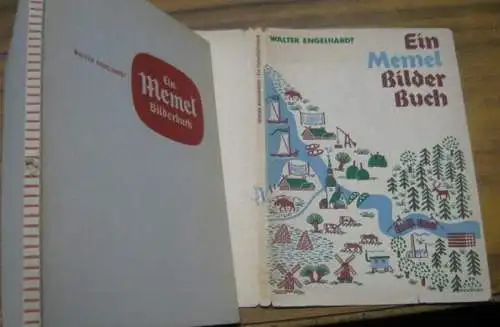 WALTER ENGELHARDT
Ein
Memel
Bilderbuch
WALTER ENGELHARDT
Ein
Memel
Bilder
Buch